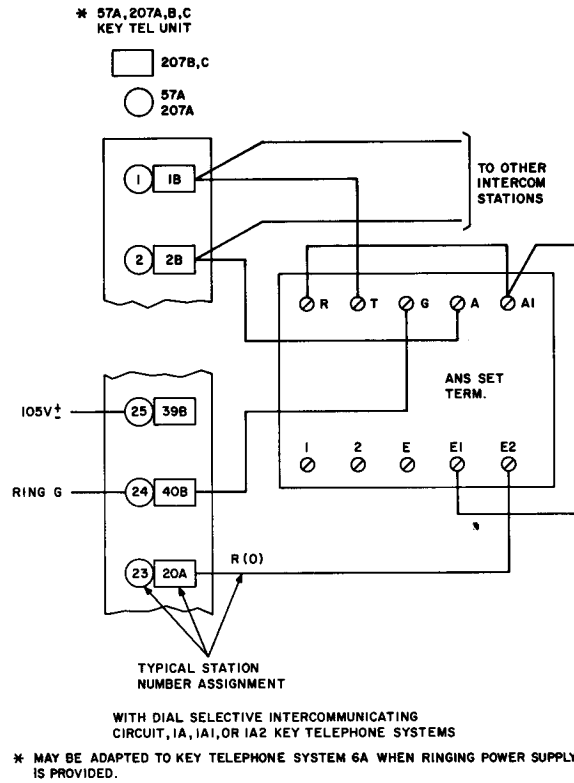 * 57A, 207A, B, C
KEY TEL UNIT
207B, C
57A
207A
1 1B
TO OTHER
INTERCOM
STATIONS
2 2B
R T G A A1
ANS SET
TERM.
105V ± 25 39B
1 2 E E1 E2
RING G 24 40B
*
23 20A R (0)
TYPICAL STATION
NUMBER ASSIGNMENT
WITH DIAL SELECTIVE INTERCOMMUNICATING
CIRCUIT, 1A, 1A1, OR 1A2 KEY TELEPHONE SYSTEMS
* MAY BE ADAPTED TO KEY TELEPHONE SYSTEM 6A WHEN RINGING POWER SUPPLY
IS PROVIDED.